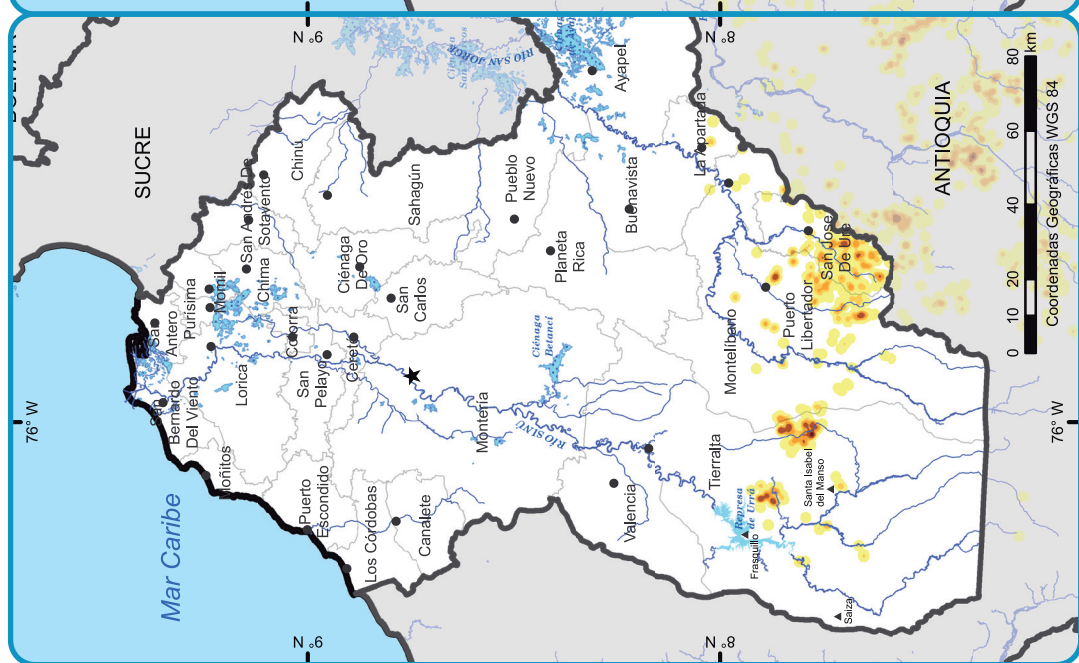 76° W
Mar Caribe
SUCRE
San
Bernardo
Del Viento
San
Antero
Purísima
Momil
Moñitos
Lorica
Chima
San Andrés De
Sotavento
Chinú
Cotorra
San
Pelayo
Cereté
Ciénaga
De Oro
9° N
9° N
Puerto
Escondido
Los Córdobas
Canalete
San
Carlos
Sahagún
RÍO SAN JORGE
Montería
Ciénaga
Betancí
RÍO SINÚ
Pueblo
Nuevo
Planeta
Rica
Ayapel
Valencia
Buenavista
La Apartada
8° N
8° N
Tierralta
Montelíbano
Represa
de Urrá
Frasquillo
Puerto
Libertador
San José
De Uré
Santa Isabel
del Manso
Saiza
ANTIOQUIA
0 10 20 40 60 80
km
Coordenadas Geográficas WGS 84
76° W